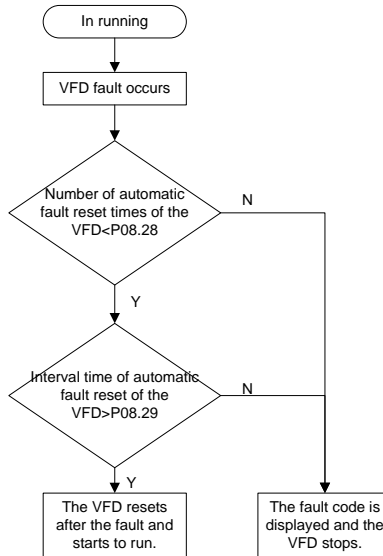 In running
VFD fault occurs
Number of automatic
fault reset times of the
VFD<P08.28
N
Y
Interval time of automatic
fault reset of the
VFD>P08.29
N
Y
The VFD resets
after the fault and
starts to run.
The fault code is
displayed and the
VFD stops.